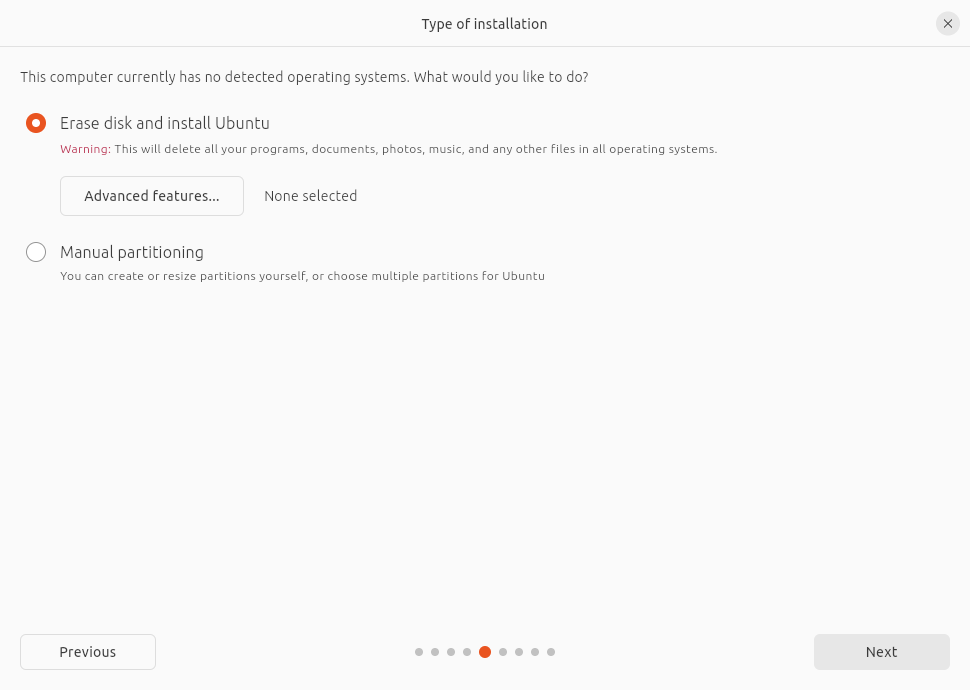 Type of installation
This computer currently has no detected operating systems. What would you like to do?
Erase disk and install Ubuntu
Warning: This will delete all your programs, documents, photos, music, and any other files in all operating systems.
Advanced features... None selected
Manual partitioning
You can create or resize partitions yourself, or choose multiple partitions for Ubuntu
Previous Next